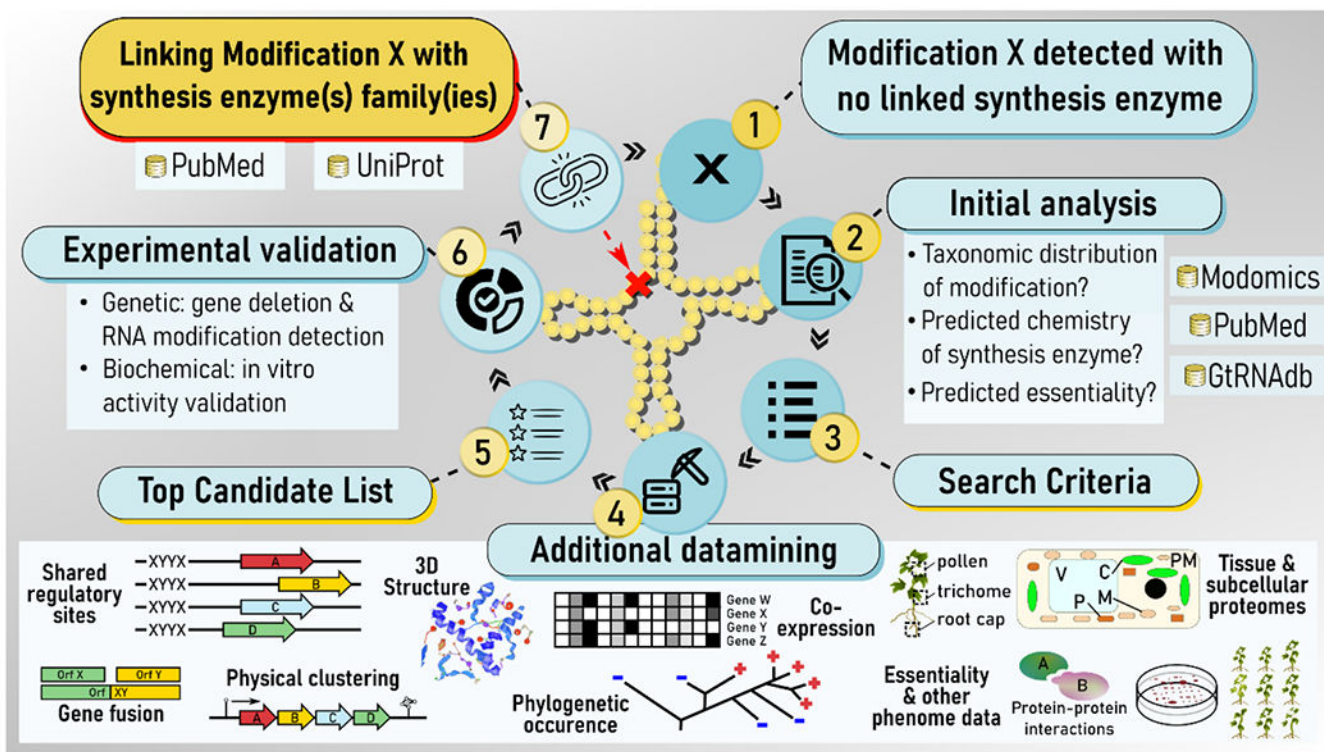 Linking Modification X with
synthesis enzyme(s) family(ies)
7
PubMed
UniProt
1
X
Modification X detected with
no linked synthesis enzyme
2
Initial analysis
• Taxonomic distribution
of modification?
• Predicted chemistry
of synthesis enzyme?
• Predicted essentiality?
Modomics
PubMed
GtRNAdb
3
Search Criteria
4
Additional datamining
5
Top Candidate List
6
Experimental validation
• Genetic: gene deletion &
RNA modification detection
• Biochemical: in vitro
activity validation
Shared
regulatory
sites
XYYX A
XYYX B
XYYX C
XYYX D
3D
Structure
Gene W
Gene X
Gene Y
Gene Z
Co-
expression
pollen
trichome
root cap
V C PM
P M
Tissue &
subcellular
proteomes
Orf X Orf Y
Orf XY
Gene fusion
Physical clustering
A B C D
Phylogenetic
occurence
Essentiality
& other
phenome data
A
B
Protein-protein
interactions